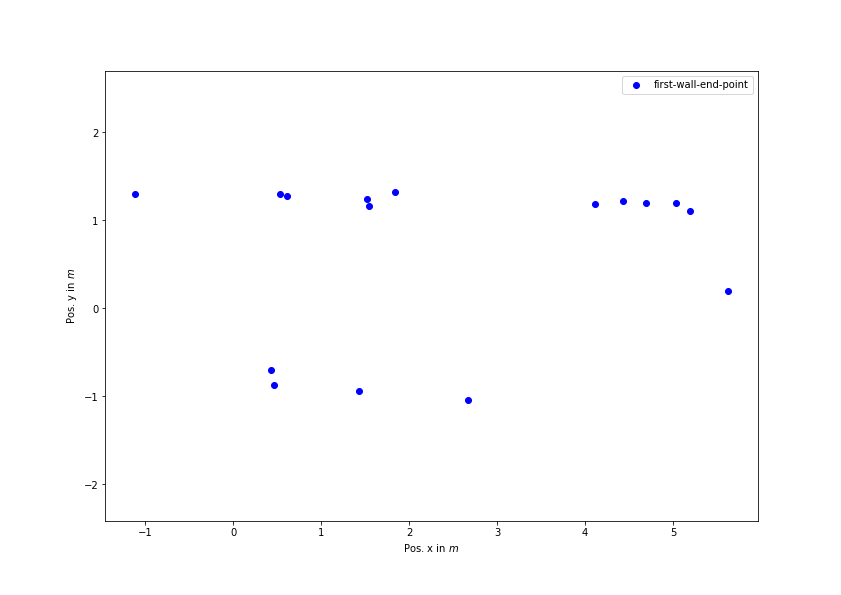 first-wall-end-point
2
1
0
−1
−2
Pos. y in m
−1 0 1 2 3 4 5
Pos. x in m